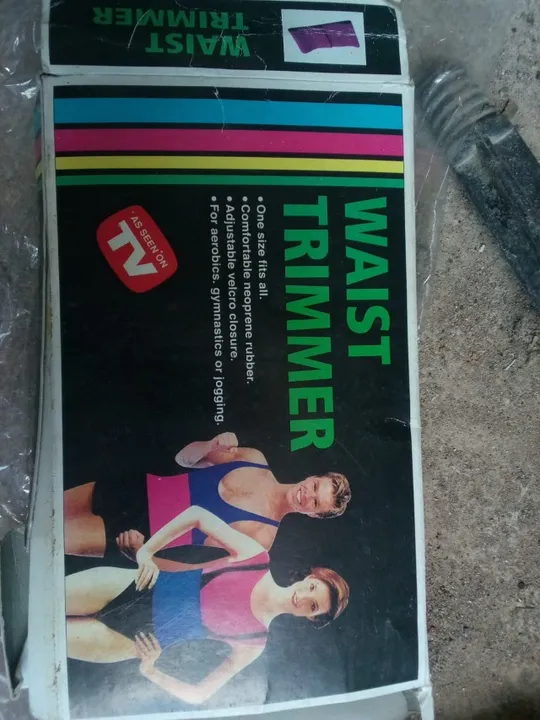 WAIST
TRIMMER
WAIST
TRIMMER
• One size fits all.
• Comfortable neoprene rubber.
• Adjustable velcro closure.
• For aerobics, gymnastics or jogging.
AS SEEN ON
TV